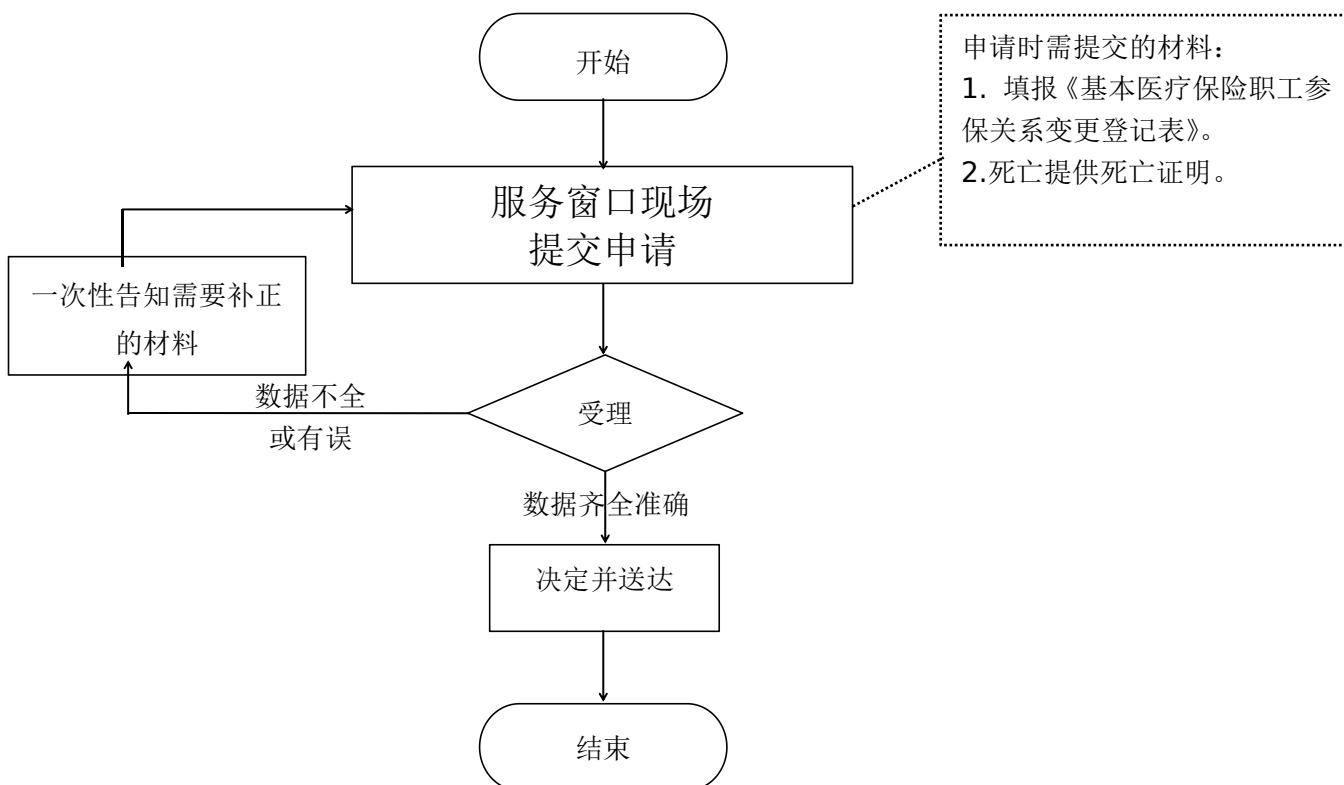 开始
申请时需提交的材料：
1. 填报《基本医疗保险职工参
保关系变更登记表》。
2.死亡提供死亡证明。
服务窗口现场
提交申请
一次性告知需要补正
的材料
数据不全
或有误
受理
数据齐全准确
决定并送达
结束